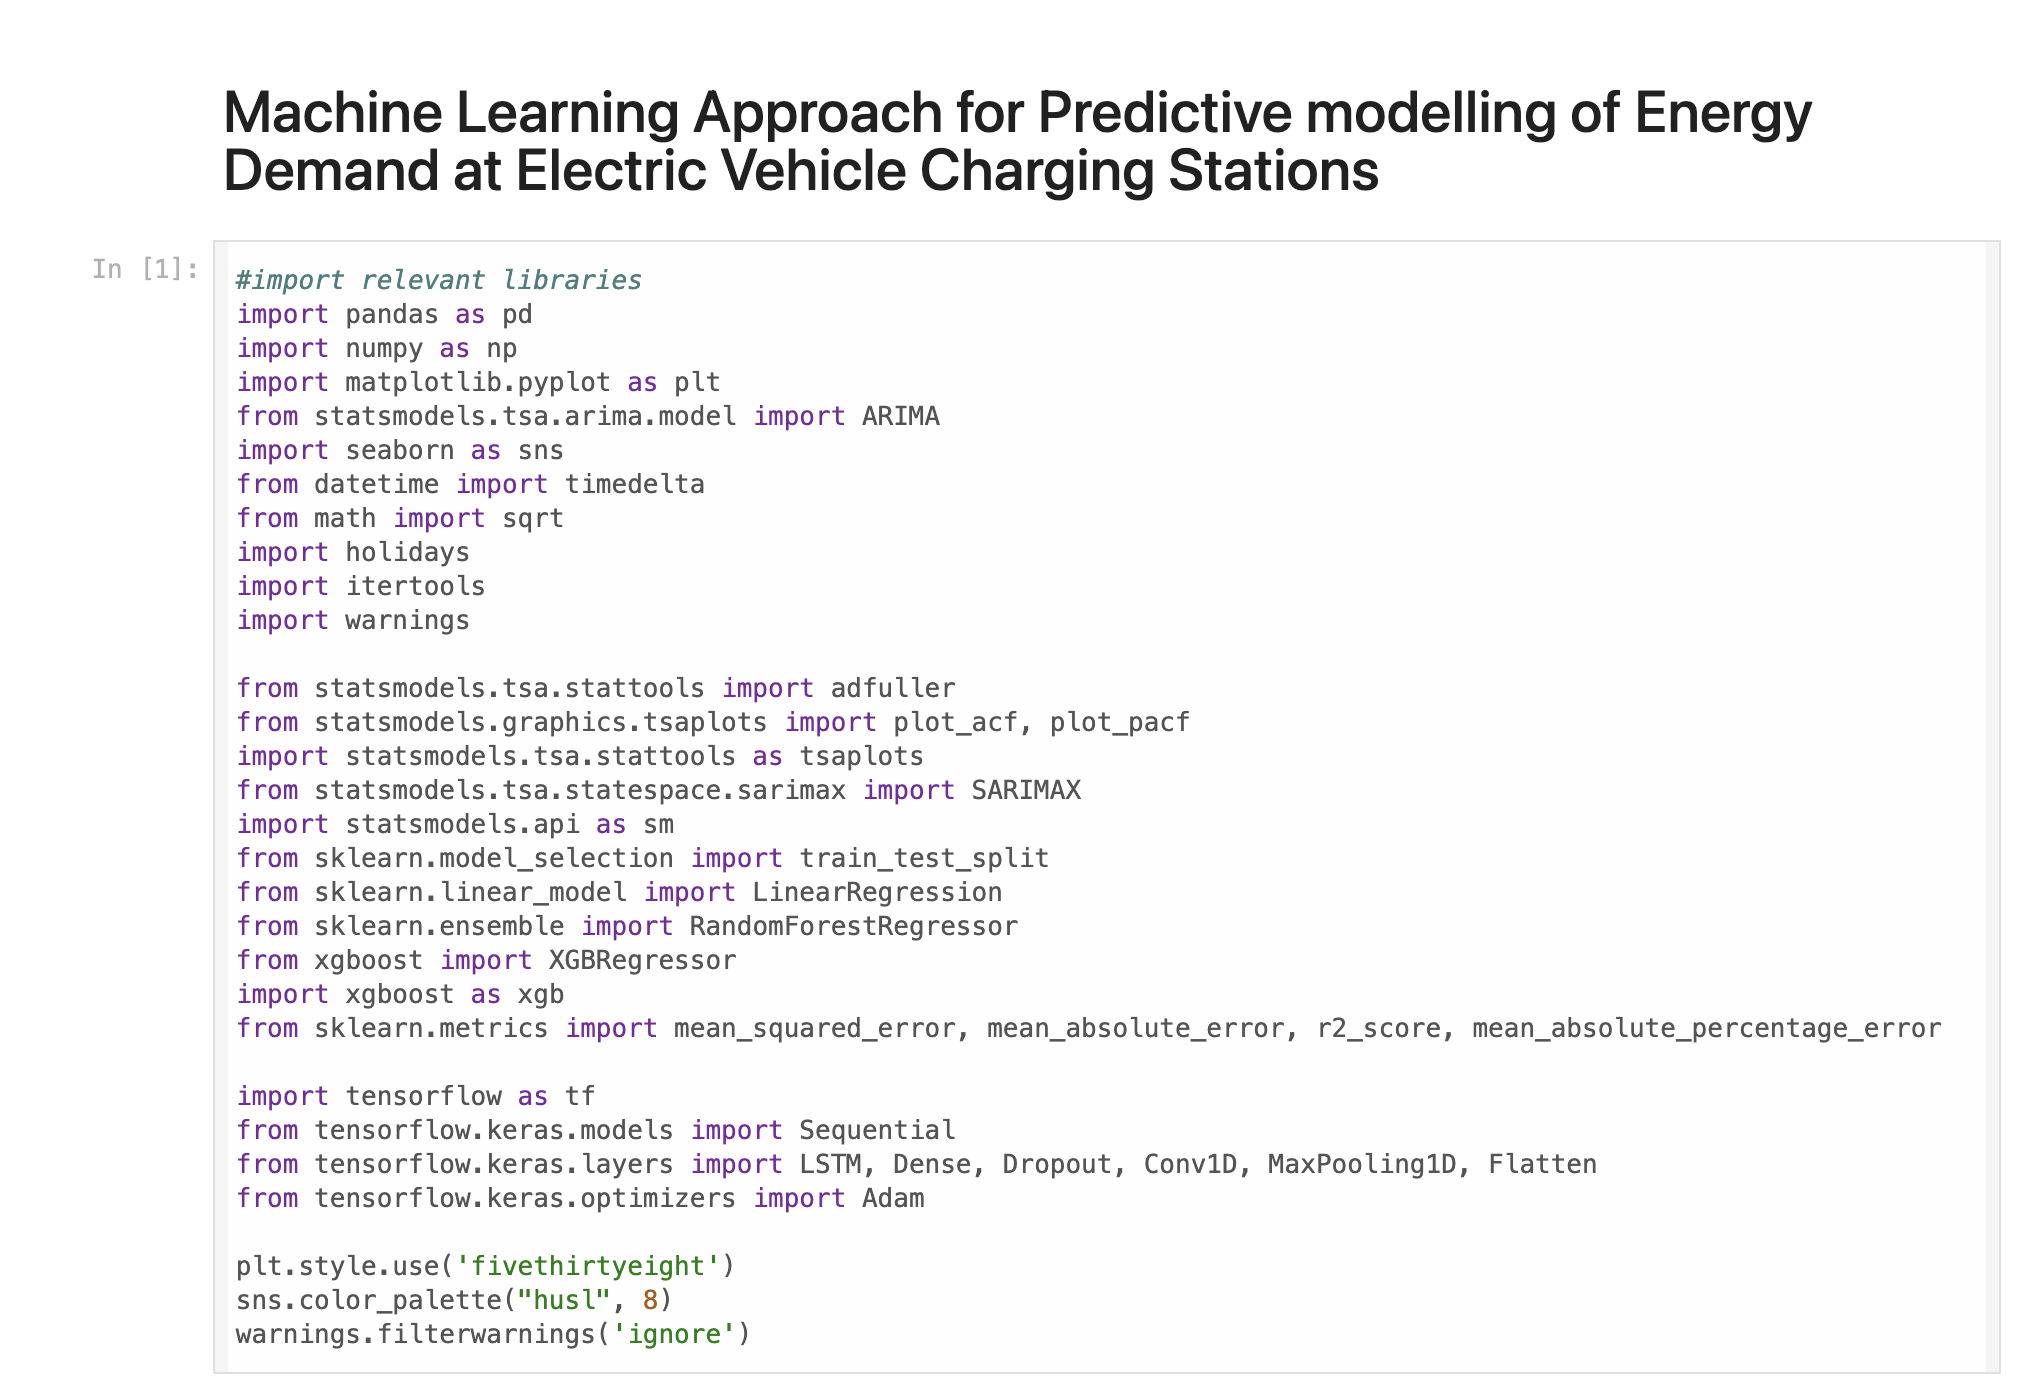 Machine Learning Approach for Predictive modelling of Energy
Demand at Electric Vehicle Charging Stations
In [1]:
#import relevant libraries
import pandas as pd
import numpy as np
import matplotlib.pyplot as plt
from statsmodels.tsa.arima.model import ARIMA
import seaborn as sns
from datetime import timedelta
from math import sqrt
import holidays
import itertools
import warnings
from statsmodels.tsa.stattools import adfuller
from statsmodels.graphics.tsaplots import plot_acf, plot_pacf
import statsmodels.tsa.stattools as tsaplots
from statsmodels.tsa.statespace.sarimax import SARIMAX
import statsmodels.api as sm
from sklearn.model_selection import train_test_split
from sklearn.linear_model import LinearRegression
from sklearn.ensemble import RandomForestRegressor
from xgboost import XGBRegressor
import xgboost as xgb
from sklearn.metrics import mean_squared_error, mean_absolute_error, r2_score, mean_absolute_percentage_error
import tensorflow as tf
from tensorflow.keras.models import Sequential
from tensorflow.keras.layers import LSTM, Dense, Dropout, Conv1D, MaxPooling1D, Flatten
from tensorflow.keras.optimizers import Adam
plt.style.use('fivethirtyeight')
sns.color_palette("husl", 8)
warnings.filterwarnings('ignore')